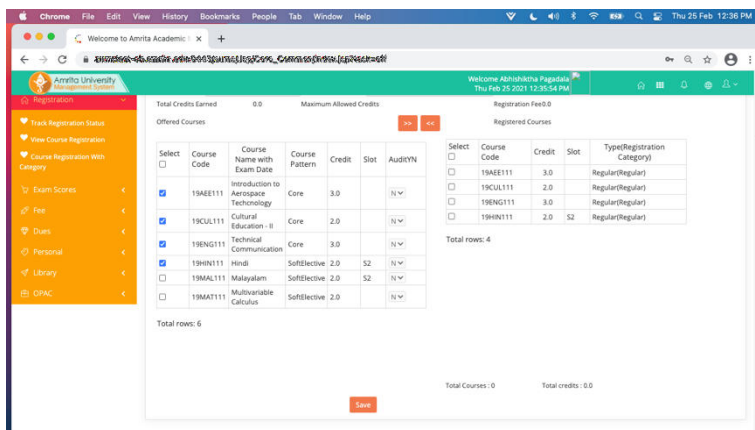 Chrome File Edit View History Bookmarks People Tab Window Help Thu 25 Feb 12:36 PM
Welcome to Amrita Academic
Amrita University
Management System
Welcome Abhishiktha Pagadala
Thu Feb 25 2021 12:35:54 PM
Registration
Track Registration Status
View Course Registration
Course Registration With
Category
Exam Scores
Fee
Dues
Personal
Library
OPAC
Total Credits Earned 0.0 Maximum Allowed Credits Registration Fee0.0
Offered Courses >> << Registered Courses
Select Course Code Course Name with Exam Date Course Pattern Credit Slot AuditYN
19AEE111 Introduction to Aerospace Techcnology Core 3.0 N
19CUL111 Cultural Education - II Core 2.0 N
19ENG111 Technical Communication Core 3.0 N
19HIN111 Hindi SoftElective 2.0 S2 N
19MAL111 Malayalam SoftElective 2.0 S2 N
19MAT111 Multivariable Calculus SoftElective 2.0 N
Total rows: 6
Select Course Code Credit Slot Type(Registration Category)
19AEE111 3.0 Regular(Regular)
19CUL111 2.0 Regular(Regular)
19ENG111 3.0 Regular(Regular)
19HIN111 2.0 S2 Regular(Regular)
Total rows: 4
Total Courses : 0 Total credits : 0.0
Save